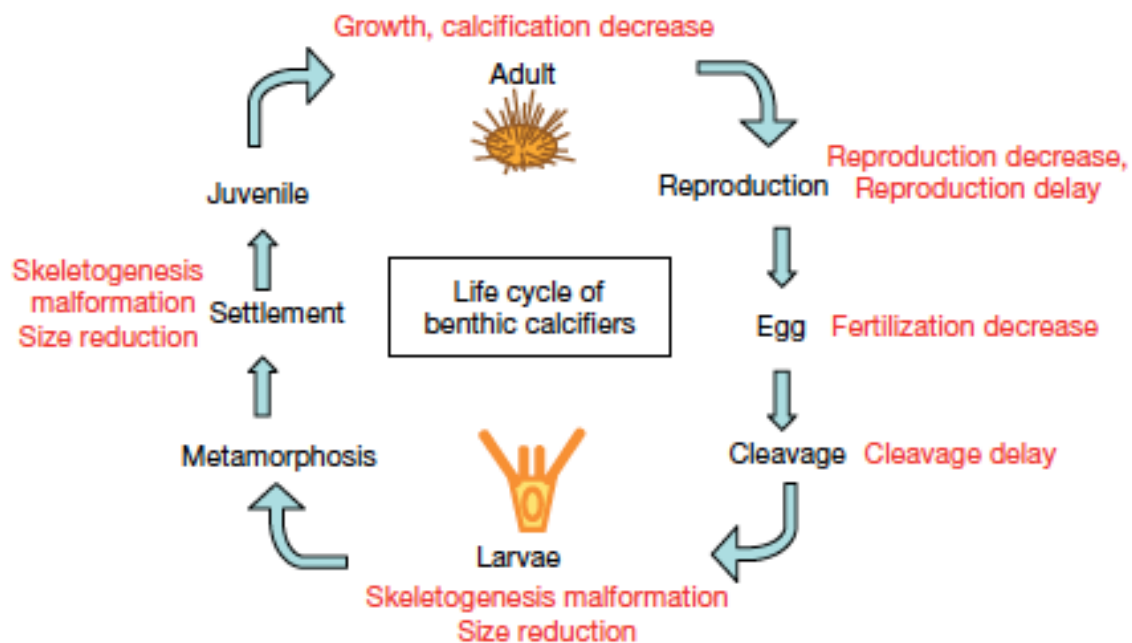 Growth, calcification decrease
Adult
Reproduction
Reproduction decrease,
Reproduction delay
Egg
Fertilization decrease
Cleavage
Cleavage delay
Larvae
Skeletogenesis malformation
Size reduction
Metamorphosis
Settlement
Skeletogenesis
malformation
Size reduction
Juvenile
Life cycle of
benthic calcifiers